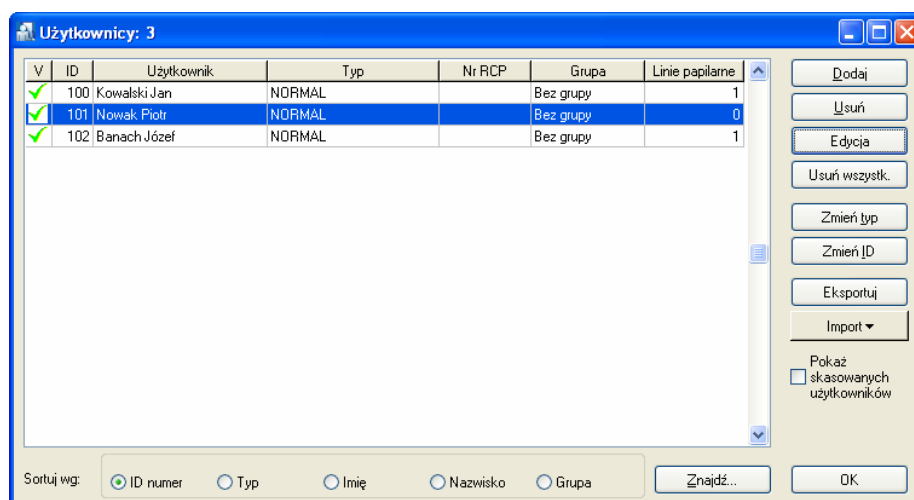 Użytkownicy: 3
V ID Użytkownik Typ Nr RCP Grupa Linie papilarne
100 Kowalski Jan NORMAL Bez grupy 1
101 Nowak Piotr NORMAL Bez grupy 0
102 Banach Józef NORMAL Bez grupy 1
Dodaj
Usuń
Edycja
Usuń wszystk.
Zmień typ
Zmień ID
Eksportuj
Import
Pokaż
skasowanych
użytkowników
Sortuj wg: ID numer Typ Imię Nazwisko Grupa Znajdź... OK